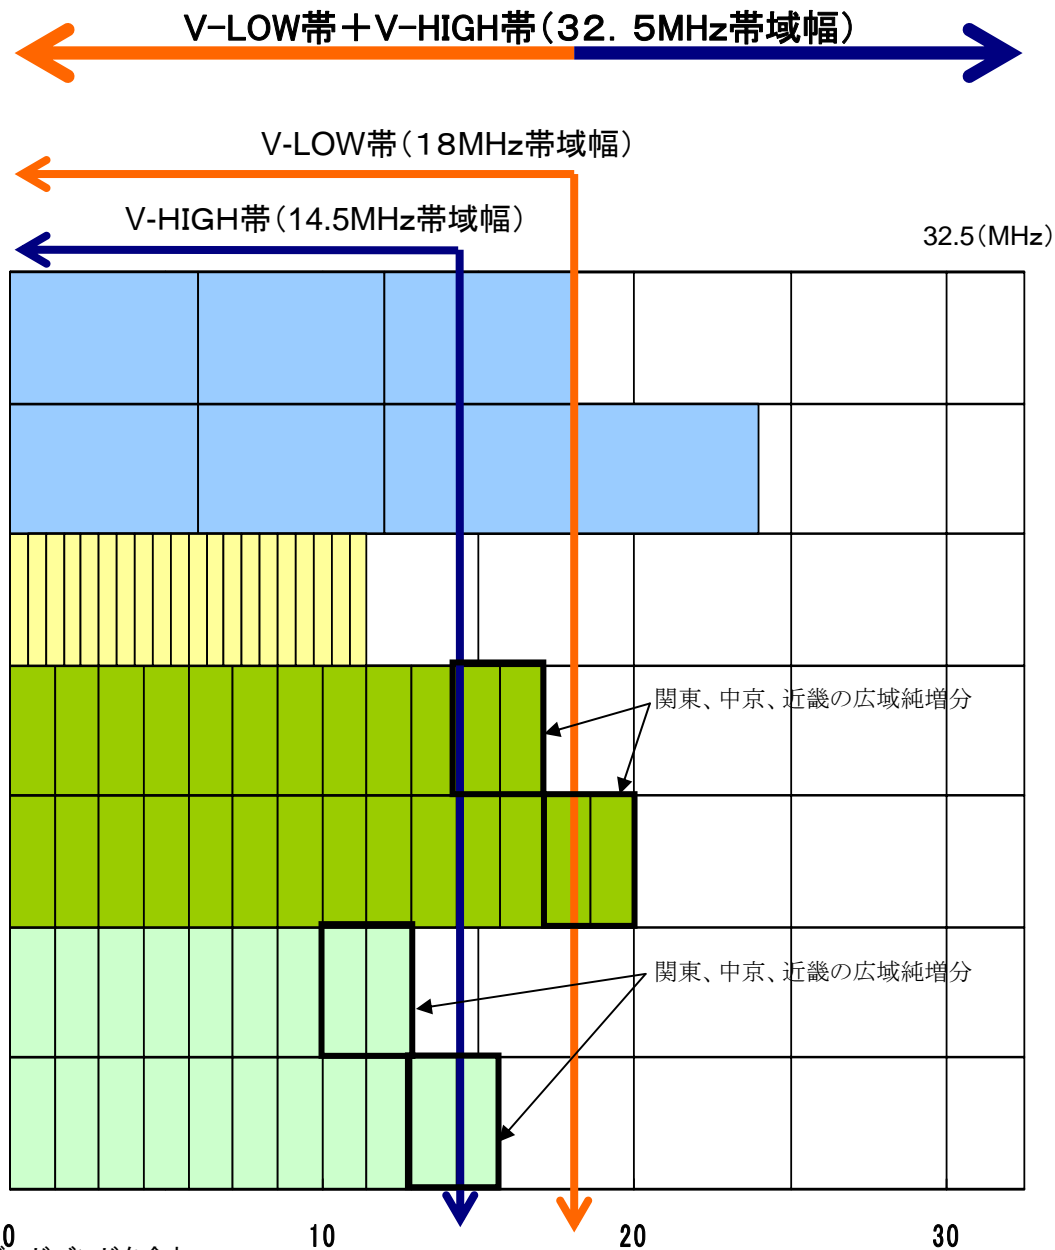 V-LOW帯＋V-HIGH帯（32．5MHz帯域幅）
V-LOW帯（18MHz帯域幅）
V-HIGH帯（14.5MHz帯域幅）
32.5（MHz）
関東、中京、近畿の広域純増分
関東、中京、近畿の広域純増分
0 10 20 30